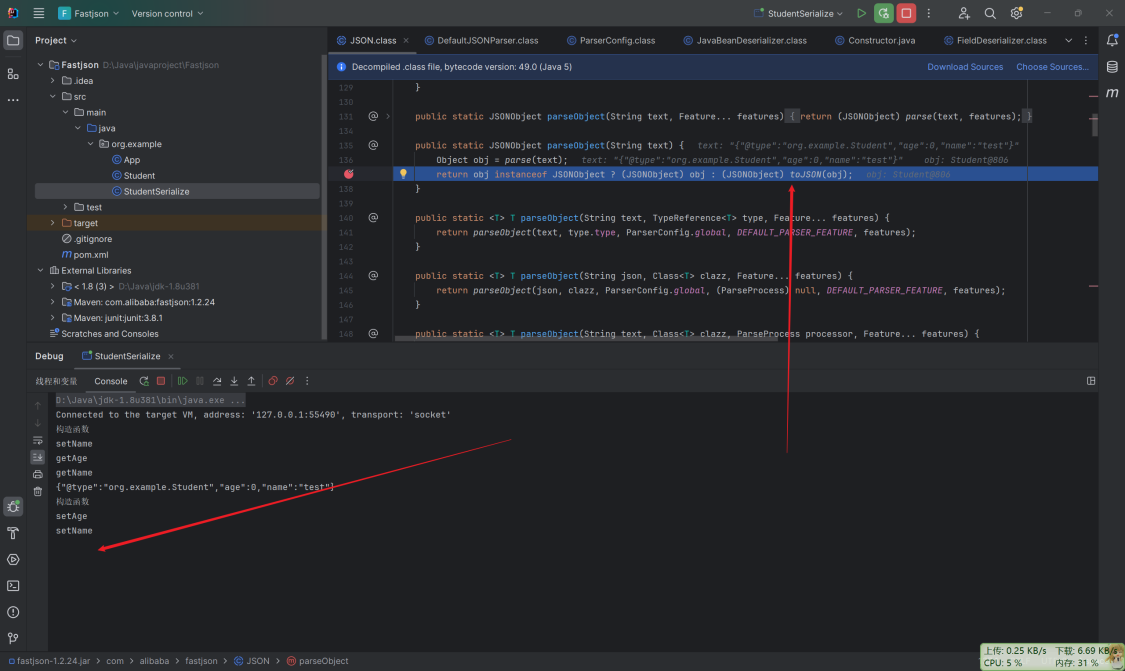 F Fastjson Version control StudentSerialize
Project
JSON.class DefaultJSONParser.class ParserConfig.class JavaBeanDeserializer.class Constructor.java FieldDeserializer.class
Fastjson D:\Java\javaproject\Fastjson
.idea
src
main
java
org.example
App
Student
StudentSerialize
test
target
.gitignore
m pom.xml
External Libraries
< 1.8 (3) > D:\Java\jdk-1.8u381
Maven: com.alibaba:fastjson:1.2.24
Maven: junit:junit:3.8.1
Scratches and Consoles
Decompiled .class file, bytecode version: 49.0 (Java 5) Download Sources Choose Sources...
129 }
130
131 @ public static JSONObject parseObject(String text, Feature... features) { return (JSONObject) parse(text, features); }
134
135 @ public static JSONObject parseObject(String text) { text: "{"@type":"org.example.Student","age":0,"name":"test"}"
136 Object obj = parse(text); text: "{"@type":"org.example.Student","age":0,"name":"test"}" obj: Student@806
return obj instanceof JSONObject ? (JSONObject) obj : (JSONObject) toJSON(obj); obj: Student@806
138 }
139
140 @ public static <T> T parseObject(String text, TypeReference<T> type, Feature... features) {
141 return parseObject(text, type.type, ParserConfig.global, DEFAULT_PARSER_FEATURE, features);
142 }
143
144 @ public static <T> T parseObject(String json, Class<T> clazz, Feature... features) {
145 return parseObject(json, clazz, ParserConfig.global, (ParseProcess) null, DEFAULT_PARSER_FEATURE, features);
146 }
147
148 @ public static <T> T parseObject(String text, Class<T> clazz, ParseProcess processor, Feature... features) {
m
Debug StudentSerialize
线程和变量 Console
D:\Java\jdk-1.8u381\bin\java.exe ...
Connected to the target VM, address: '127.0.0.1:55490', transport: 'socket'
构造函数
setName
getAge
getName
{"@type":"org.example.Student","age":0,"name":"test"}
构造函数
setAge
setName
fastjson-1.2.24.jar > com > alibaba > fastjson > JSON > parseObject
上传: 0.25 KB/s 下载: 6.69 KB/s
CPU: 5 % 内存: 31 %